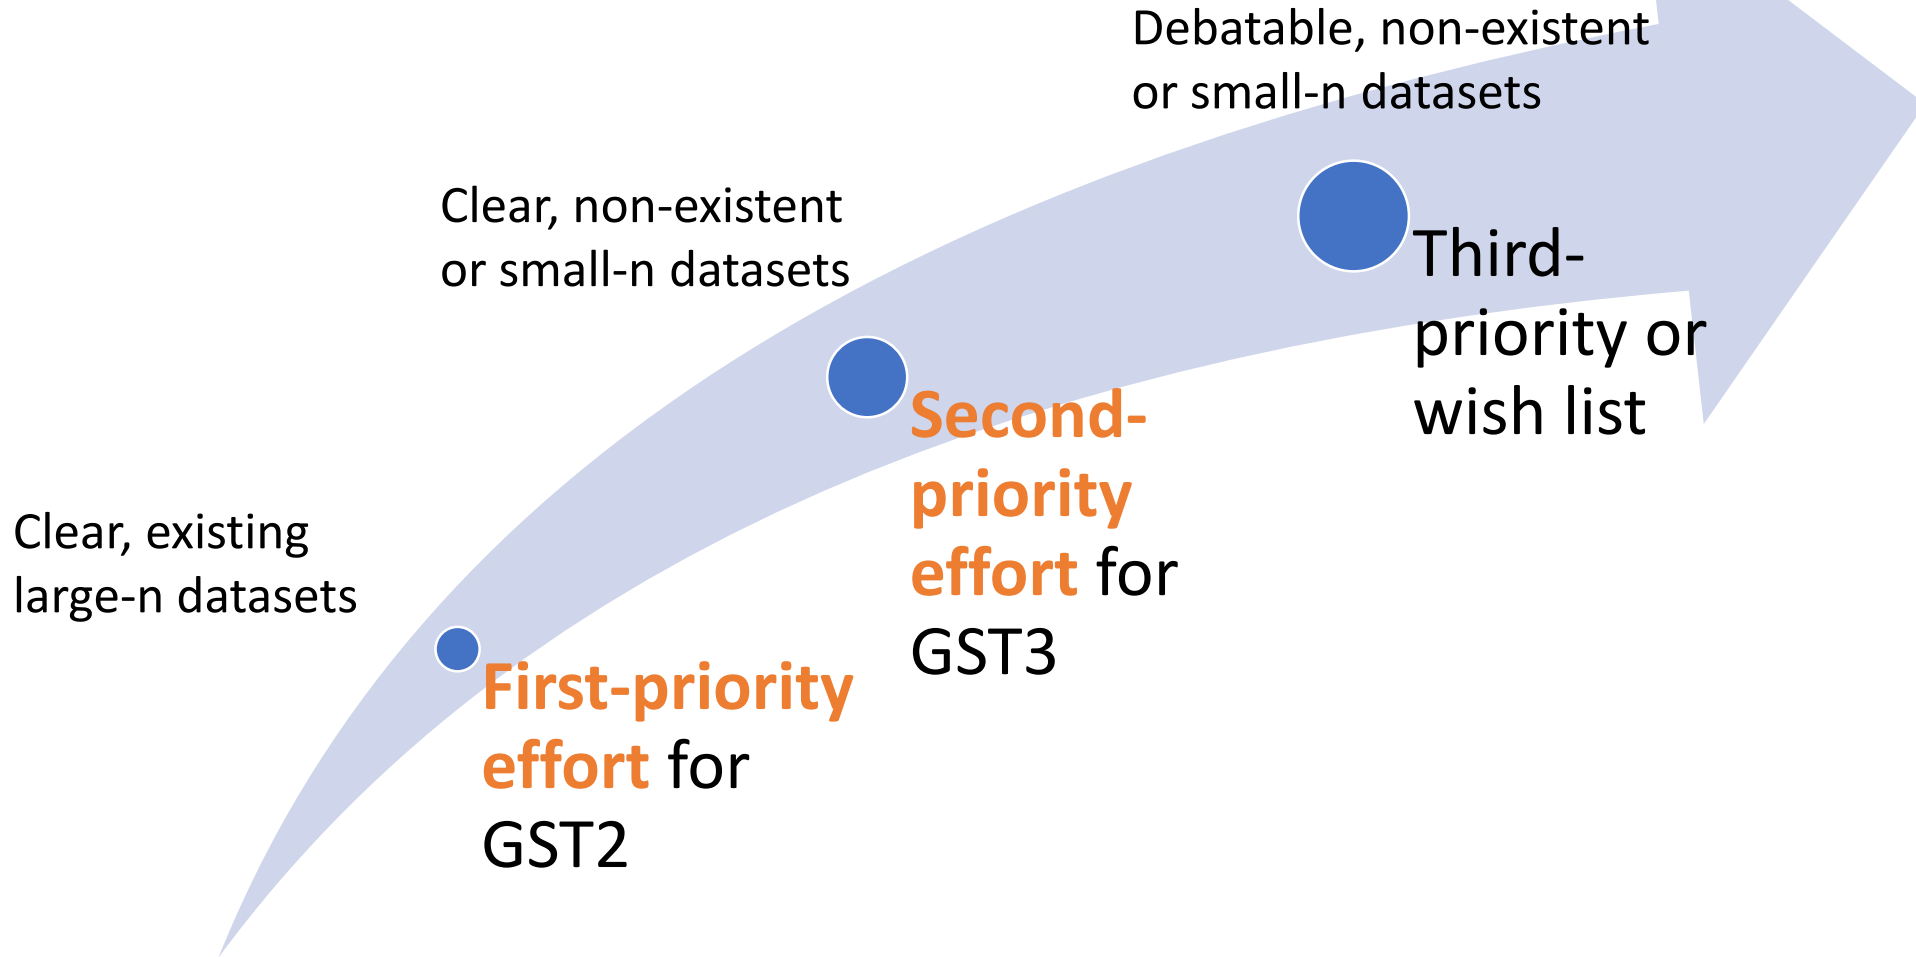 Debatable, non-existent
or small-n datasets
Clear, non-existent
or small-n datasets
Third-
priority or
wish list
Second-
priority
effort for
GST3
Clear, existing
large-n datasets
First-priority
effort for
GST2